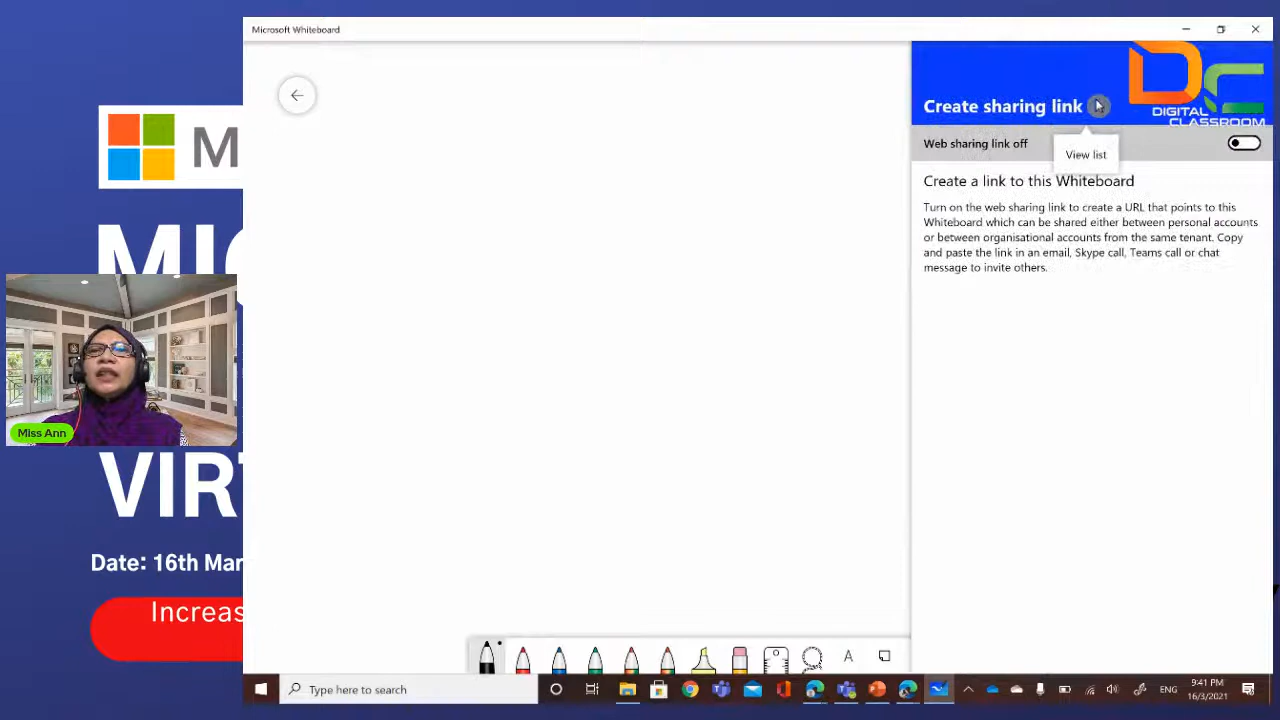 Microsoft Whiteboard
M
MIC
VIR
Date: 16th Mar
Increas
Miss Ann
Create sharing link
DC
DIGITAL
CLASSROOM
Web sharing link off
View list
Create a link to this Whiteboard
Turn on the web sharing link to create a URL that points to this
Whiteboard which can be shared either between personal accounts
or between organisational accounts from the same tenant. Copy
and paste the link in an email, Skype call, Teams call or chat
message to invite others.
A
Type here to search
ENG
9:41 PM
16/3/2021